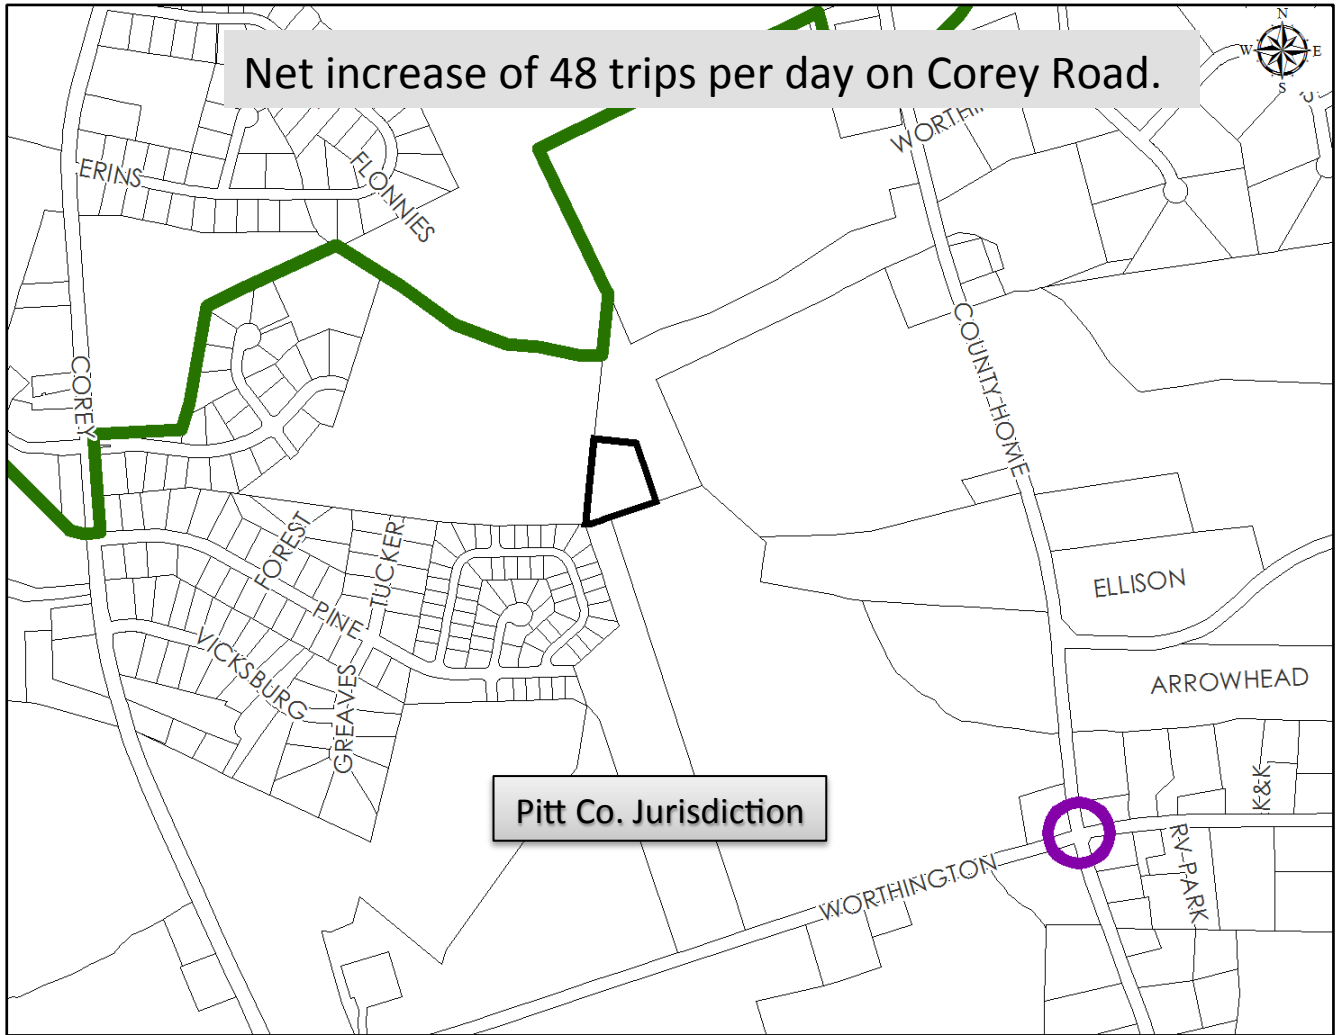 N
W E
S
Net increase of 48 trips per day on Corey Road.
ERINS
FLONNIES
COREY
COUNTY HOME
FOREST
TUCKER
PINE
VICKSBURG
GREAVES
ELLISON
ARROWHEAD
K&K
RV PARK
Pitt Co. Jurisdiction
WORTHINGTON